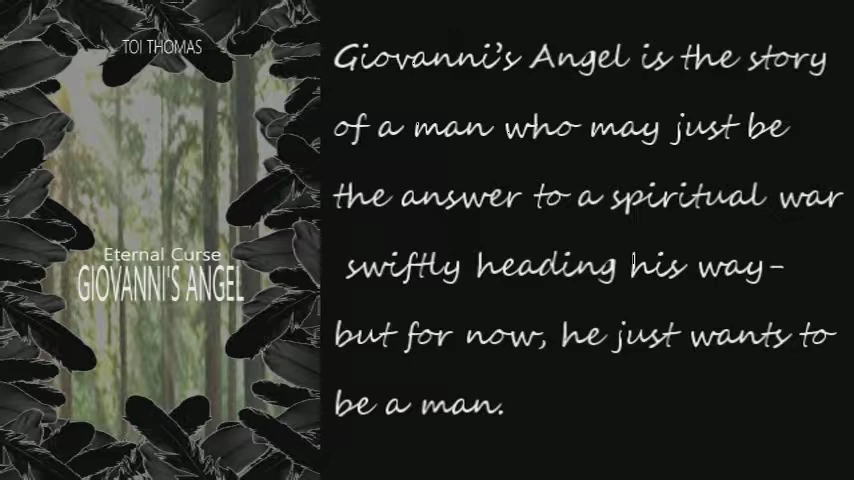 TOI THOMAS
Eternal Curse
GIOVANNI'S ANGEL
Giovanni's Angel is the story
of a man who may just be
the answer to a spiritual war
swiftly heading his way-
but for now, he just wants to
be a man.